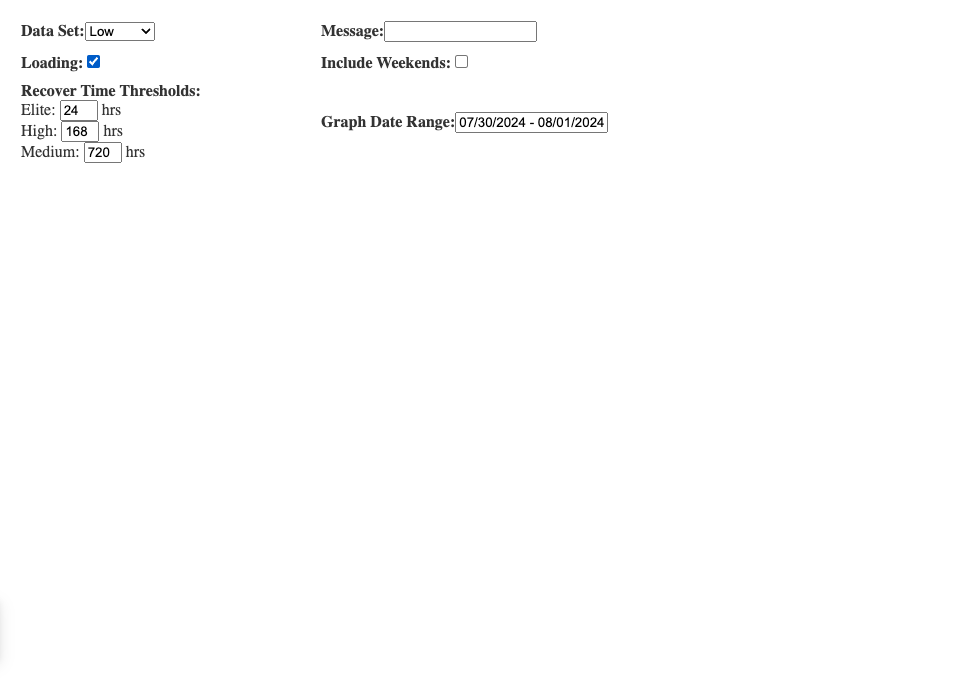 Data Set: Low
Message:
Loading:
Include Weekends:
Recover Time Thresholds:
Elite: 24 hrs
High: 168 hrs
Medium: 720 hrs
Graph Date Range: 07/30/2024 - 08/01/2024